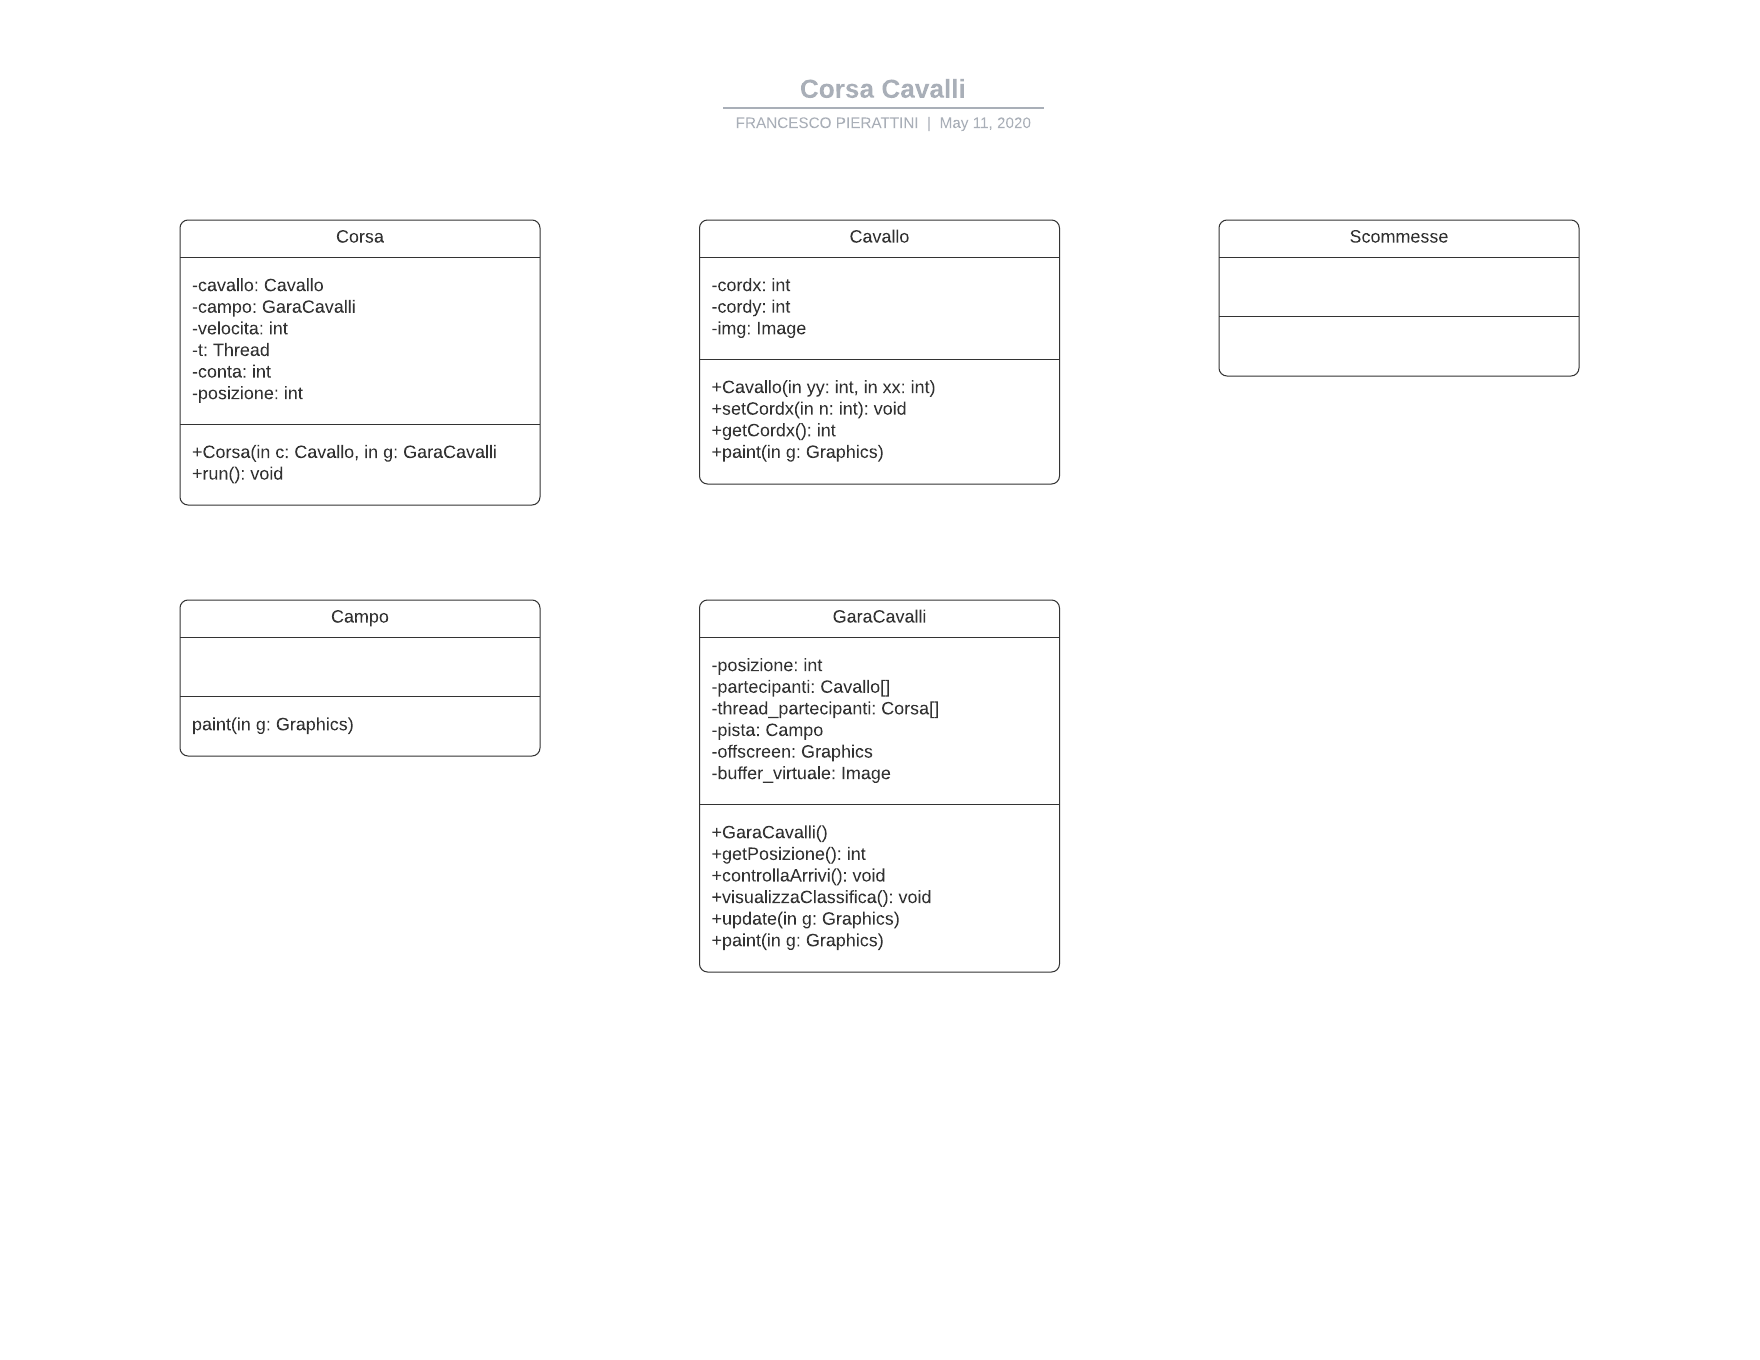 Corsa Cavalli
FRANCESCO PIERATTINI | May 11, 2020
Corsa
-cavallo: Cavallo
-campo: GaraCavalli
-velocita: int
-t: Thread
-conta: int
-posizione: int
+Corsa(in c: Cavallo, in g: GaraCavalli
+run(): void
Cavallo
-cordx: int
-cordy: int
-img: Image
+Cavallo(in yy: int, in xx: int)
+setCordx(in n: int): void
+getCordx(): int
+paint(in g: Graphics)
Scommesse
Campo
paint(in g: Graphics)
GaraCavalli
-posizione: int
-partecipanti: Cavallo[]
-thread_partecipanti: Corsa[]
-pista: Campo
-offscreen: Graphics
-buffer_virtuale: Image
+GaraCavalli()
+getPosizione(): int
+controllaArrivi(): void
+visualizzaClassifica(): void
+update(in g: Graphics)
+paint(in g: Graphics)